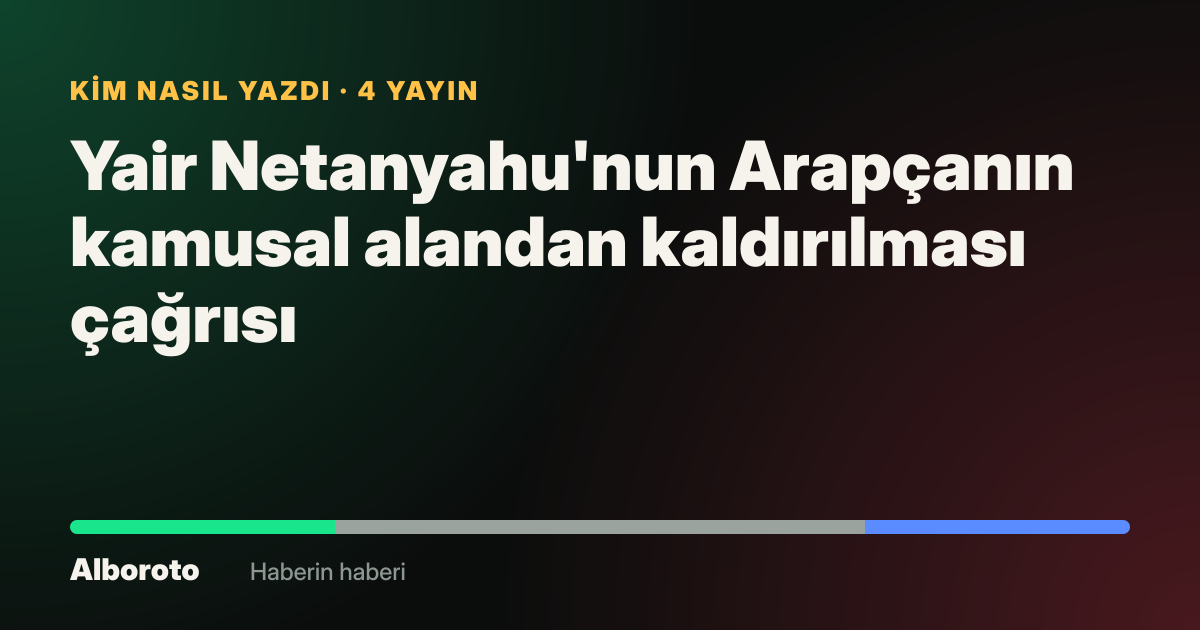 KİM NASIL YAZDI · 4 YAYIN
Yair Netanyahu'nun Arapçanın
kamusal alandan kaldırılması
çağrısı
Alboroto
Haberin haberi